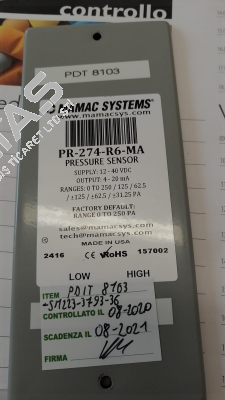 controllo
PDT 8103
MAMAC SYSTEMS®
www.mamacsys.com
PR-274-R6-MA
PRESSURE SENSOR
SUPPLY: 12 - 40 VDC
OUTPUT: 4 - 20 mA
RANGES: 0 TO 250 / 125 / 62.5
/ ±125 / ±62.5 / ±31.25 PA
FACTORY DEFAULT:
RANGE 0 TO 250 PA
sales@mamacsys.com
tech@mamacsys.com
MADE IN USA
2416 CE RoHS 157002
LOW HIGH
ITEM PDIT 8103
CONTROLLATO IL 08-2020
SCADENZA IL 08-2021
FIRMA